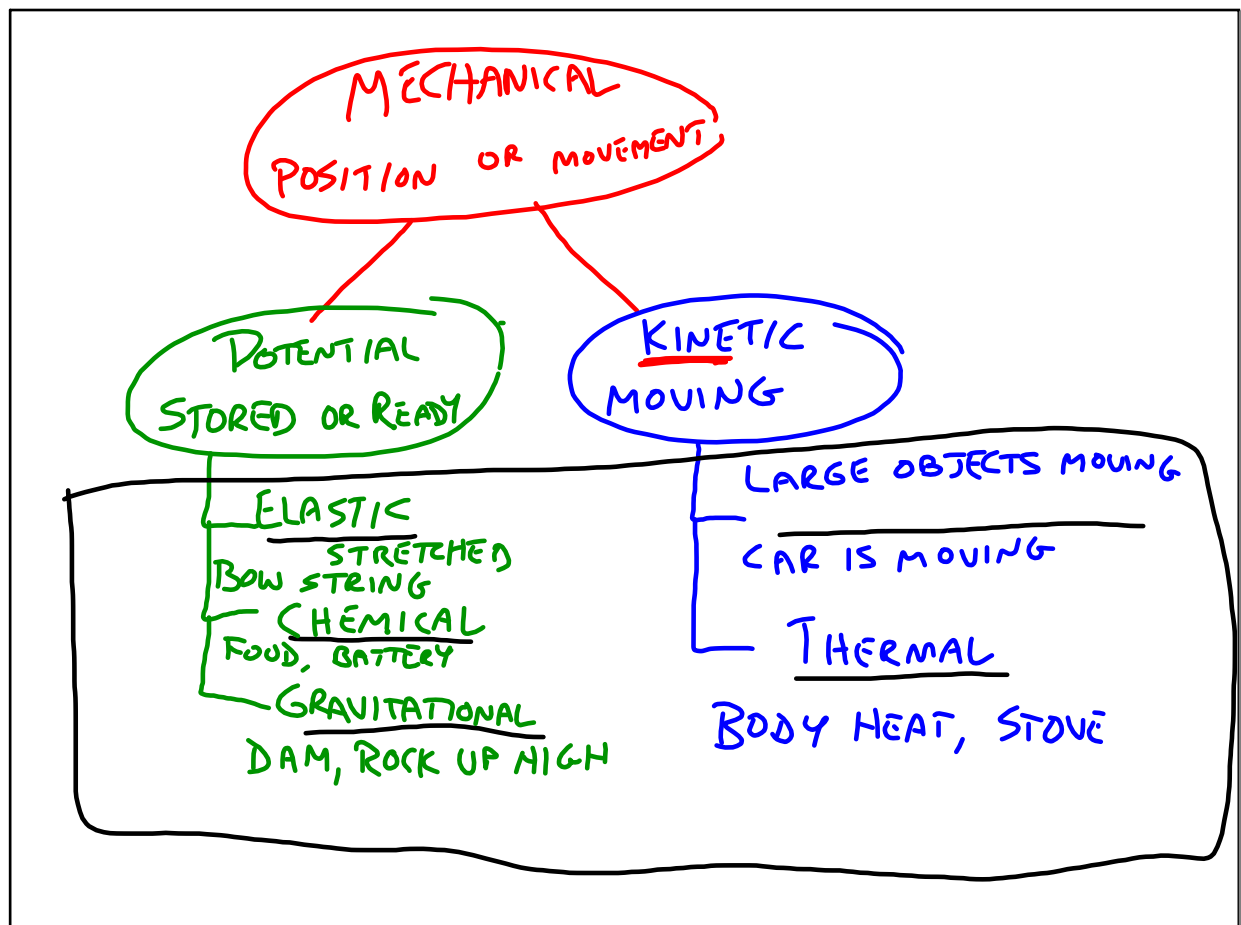 MECHANICAL
POSITION OR MOVEMENT
POTENTIAL
STORED OR READY
KINETIC
MOVING
ELASTIC
STRETCHED
BOW STRING
CHEMICAL
FOOD, BATTERY
GRAVITATIONAL
DAM, ROCK UP HIGH
LARGE OBJECTS MOVING
CAR IS MOVING
THERMAL
BODY HEAT, STOVE